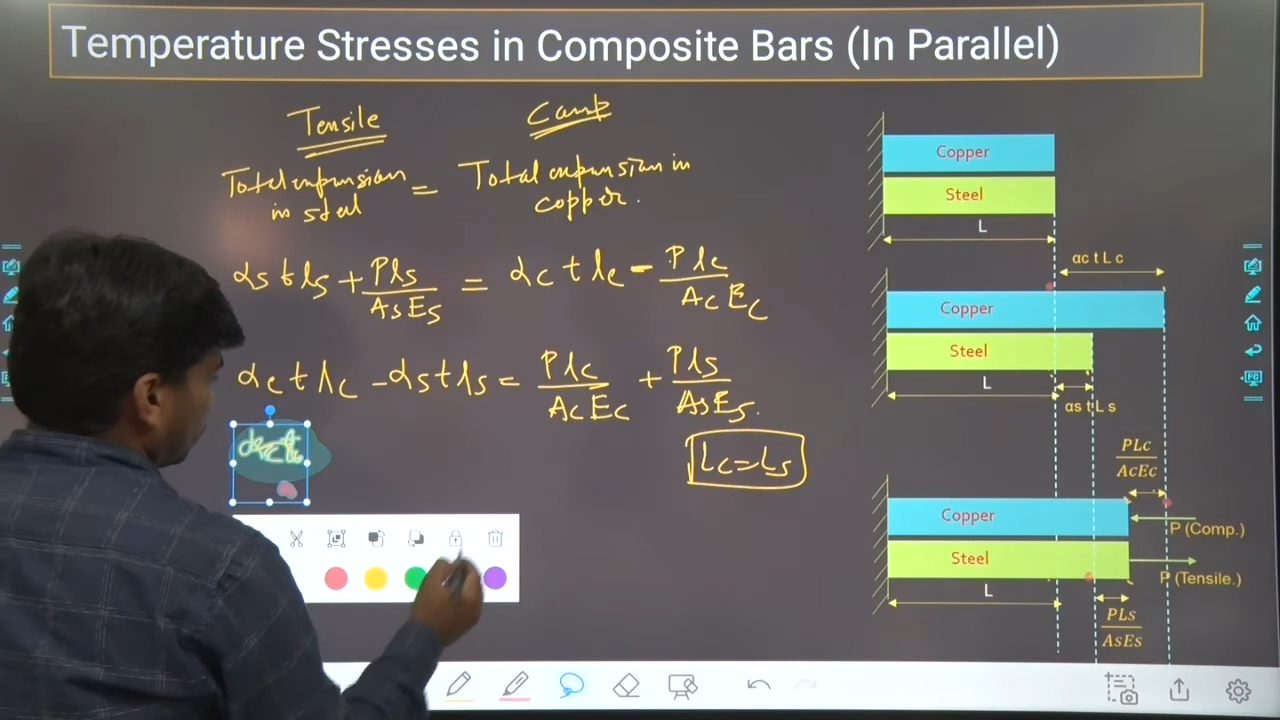 Temperature Stresses in Composite Bars (In Parallel)
Tensile
Comp
Total expansion in steel = Total expansion in copper.
αs t ls + Pls/AsEs = αc t lc - Plc/AcEc
αc t lc - αs t ls = Plc/AcEc + Pls/AsEs.
Lc = Ls
Copper
Steel
L
αc t L c
Copper
Steel
L
αs t L s
PLc/AcEc
Copper
P (Comp.)
Steel
P (Tensile.)
L
PLs/AsEs